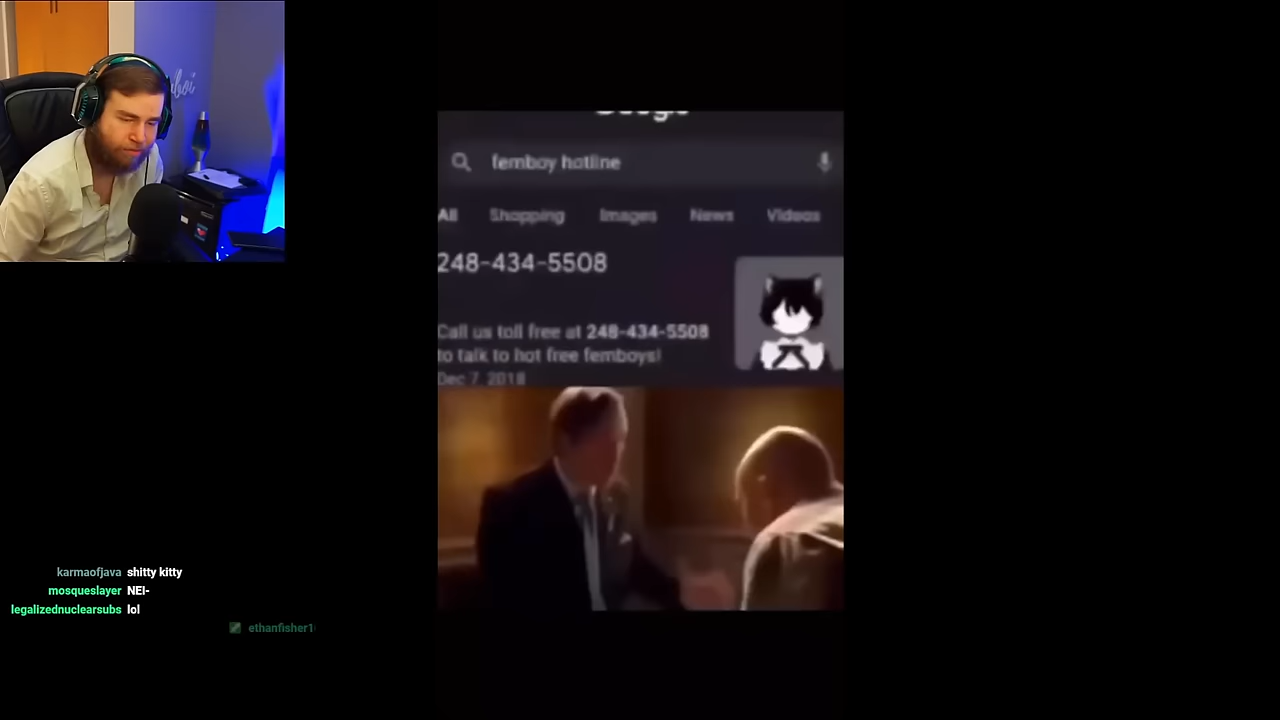 Google
femboy hotline
All Shopping Images News Videos
248-434-5508
Call us toll free at 248-434-5508
to talk to hot free femboys!
Dec 7, 2018
karmaofjava shitty kitty
mosqueslayer NEI-
legalizednuclearsubs lol